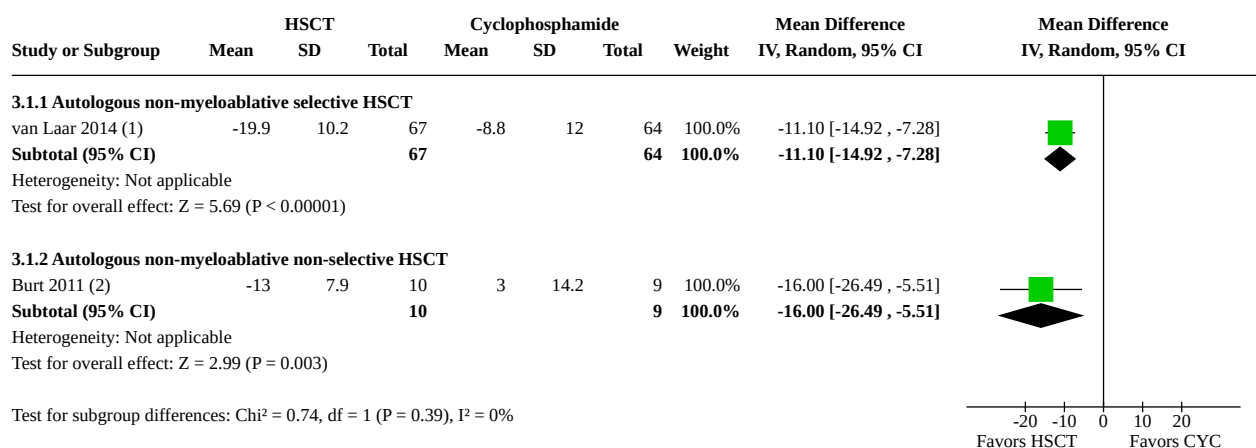 HSCT Cyclophosphamide Mean Difference Mean Difference
Study or Subgroup Mean SD Total Mean SD Total Weight IV, Random, 95% CI IV, Random, 95% CI
3.1.1 Autologous non-myeloablative selective HSCT
van Laar 2014 (1) -19.9 10.2 67 -8.8 12 64 100.0% -11.10 [-14.92 , -7.28]
Subtotal (95% CI) 67 64 100.0% -11.10 [-14.92 , -7.28]
Heterogeneity: Not applicable
Test for overall effect: Z = 5.69 (P < 0.00001)
3.1.2 Autologous non-myeloablative non-selective HSCT
Burt 2011 (2) -13 7.9 10 3 14.2 9 100.0% -16.00 [-26.49 , -5.51]
Subtotal (95% CI) 10 9 100.0% -16.00 [-26.49 , -5.51]
Heterogeneity: Not applicable
Test for overall effect: Z = 2.99 (P = 0.003)
Test for subgroup differences: Chi² = 0.74, df = 1 (P = 0.39), I² = 0%
-20 -10 0 10 20
Favors HSCT Favors CYC